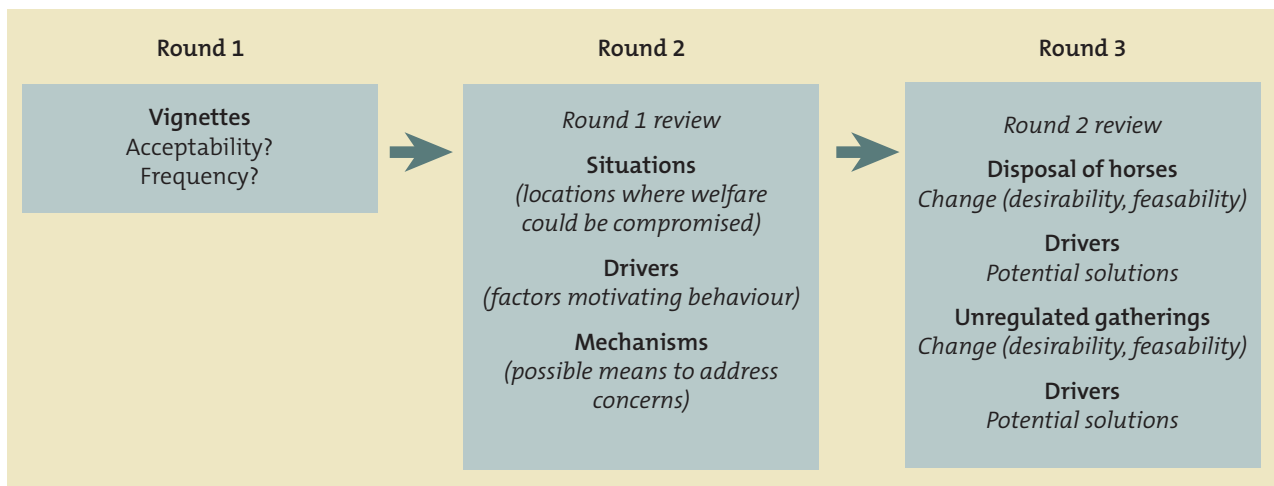 Round 1
Vignettes
Acceptability?
Frequency?
Round 2
Round 1 review
Situations
(locations where welfare
could be compromised)
Drivers
(factors motivating behaviour)
Mechanisms
(possible means to address
concerns)
Round 3
Round 2 review
Disposal of horses
Change (desirability, feasability)
Drivers
Potential solutions
Unregulated gatherings
Change (desirability, feasability)
Drivers
Potential solutions